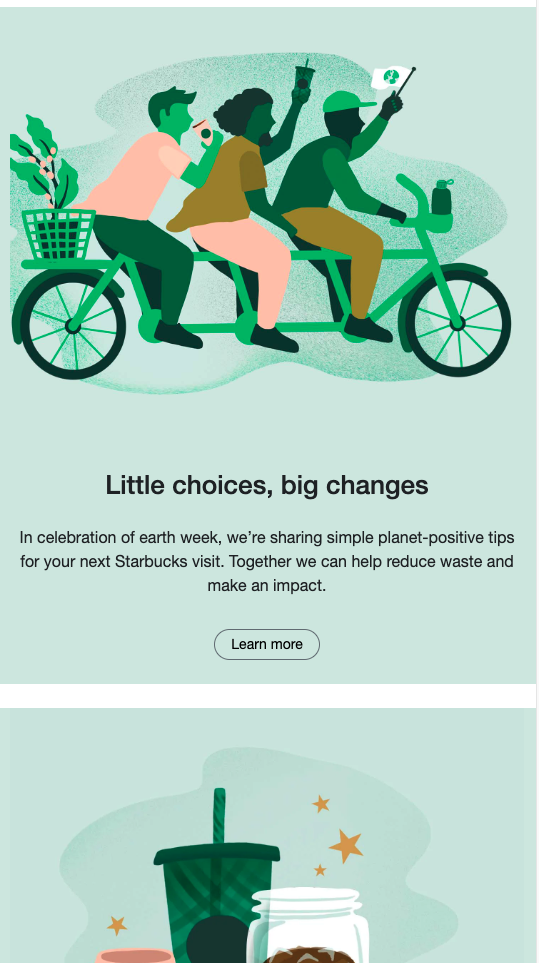 Little choices, big changes
In celebration of earth week, we’re sharing simple planet-positive tips
for your next Starbucks visit. Together we can help reduce waste and
make an impact.
Learn more